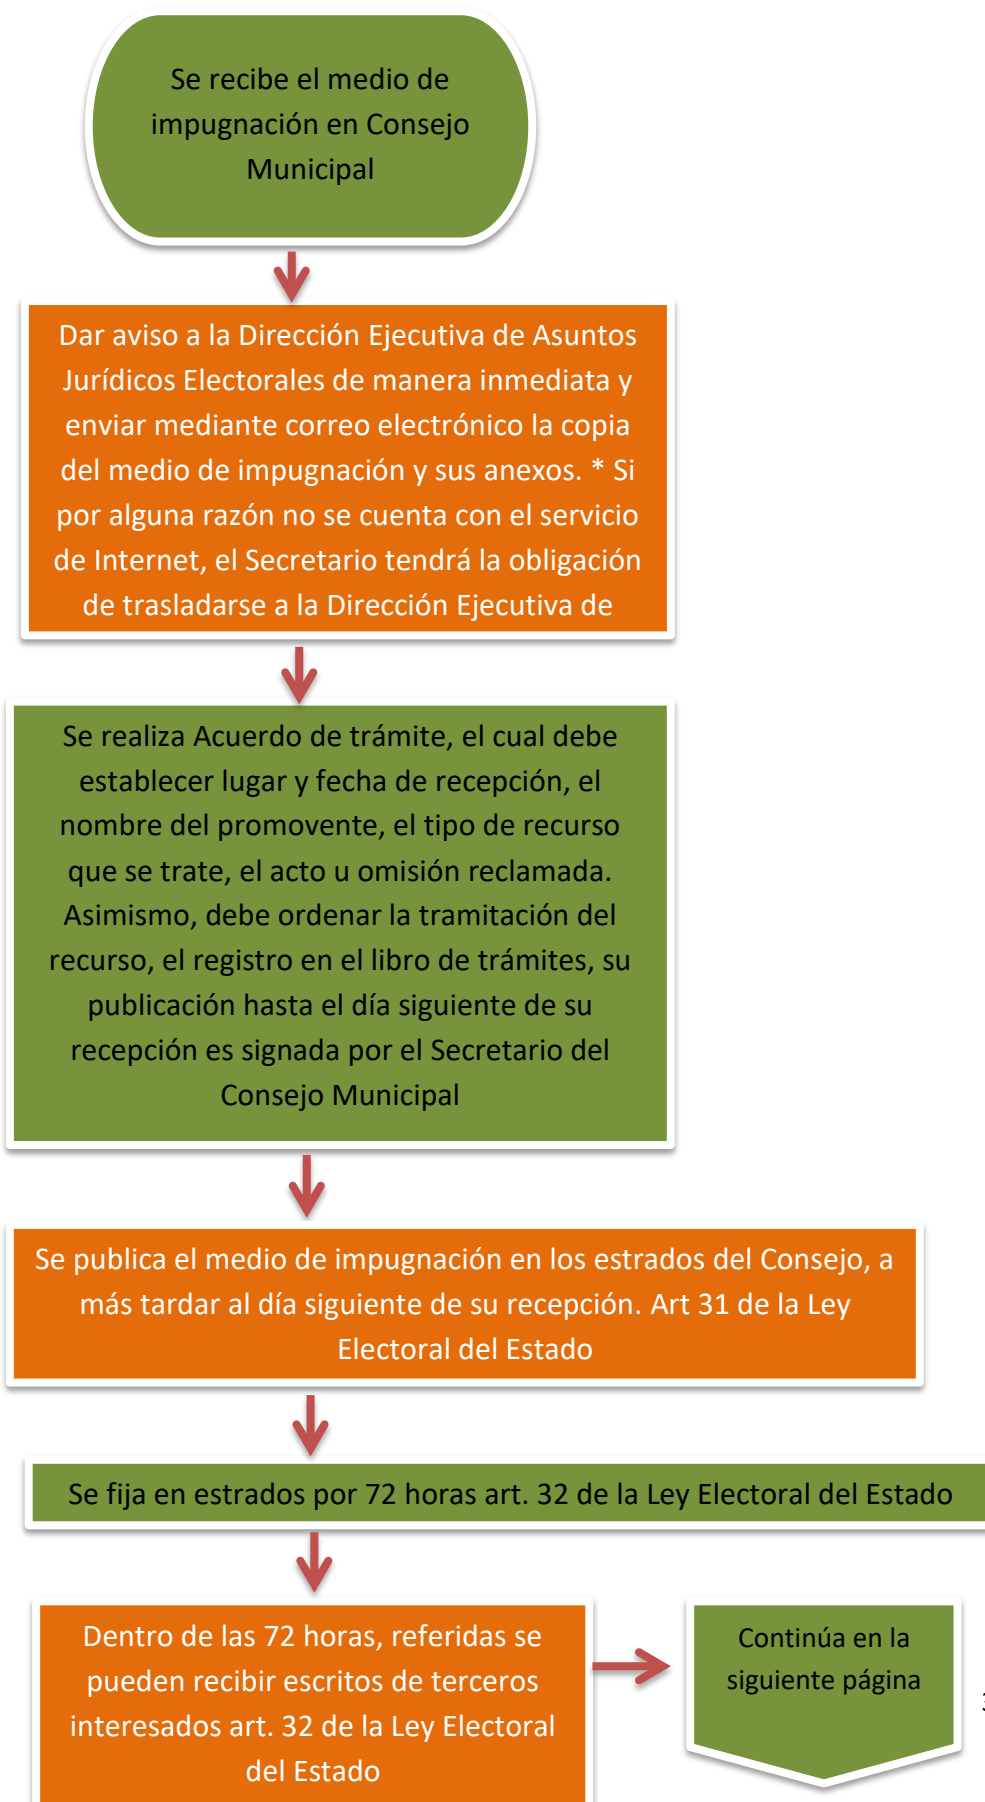 Se recibe el medio de
impugnación en Consejo
Municipal
Dar aviso a la Dirección Ejecutiva de Asuntos
Jurídicos Electorales de manera inmediata y
enviar mediante correo electrónico la copia
del medio de impugnación y sus anexos. * Si
por alguna razón no se cuenta con el servicio
de Internet, el Secretario tendrá la obligación
de trasladarse a la Dirección Ejecutiva de
Se realiza Acuerdo de trámite, el cual debe
establecer lugar y fecha de recepción, el
nombre del promovente, el tipo de recurso
que se trate, el acto u omisión reclamada.
Asimismo, debe ordenar la tramitación del
recurso, el registro en el libro de trámites, su
publicación hasta el día siguiente de su
recepción es signada por el Secretario del
Consejo Municipal
Se publica el medio de impugnación en los estrados del Consejo, a
más tardar al día siguiente de su recepción. Art 31 de la Ley
Electoral del Estado
Se fija en estrados por 72 horas art. 32 de la Ley Electoral del Estado
Dentro de las 72 horas, referidas se
pueden recibir escritos de terceros
interesados art. 32 de la Ley Electoral
del Estado
Continúa en la
siguiente página